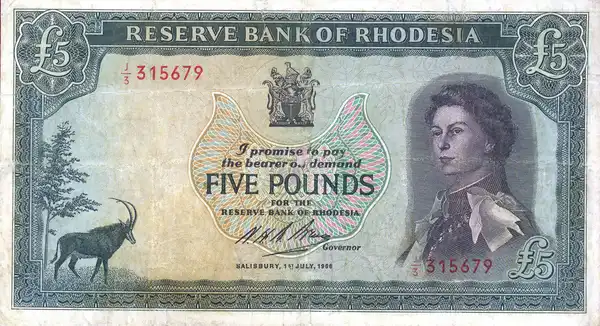 £5
RESERVE BANK OF RHODESIA
£5
J/3 315679
I promise to pay
the bearer on demand
FIVE POUNDS
FOR THE
RESERVE BANK OF RHODESIA
Governor
SALISBURY, 1ST JULY, 1966
J/3 315679
£5